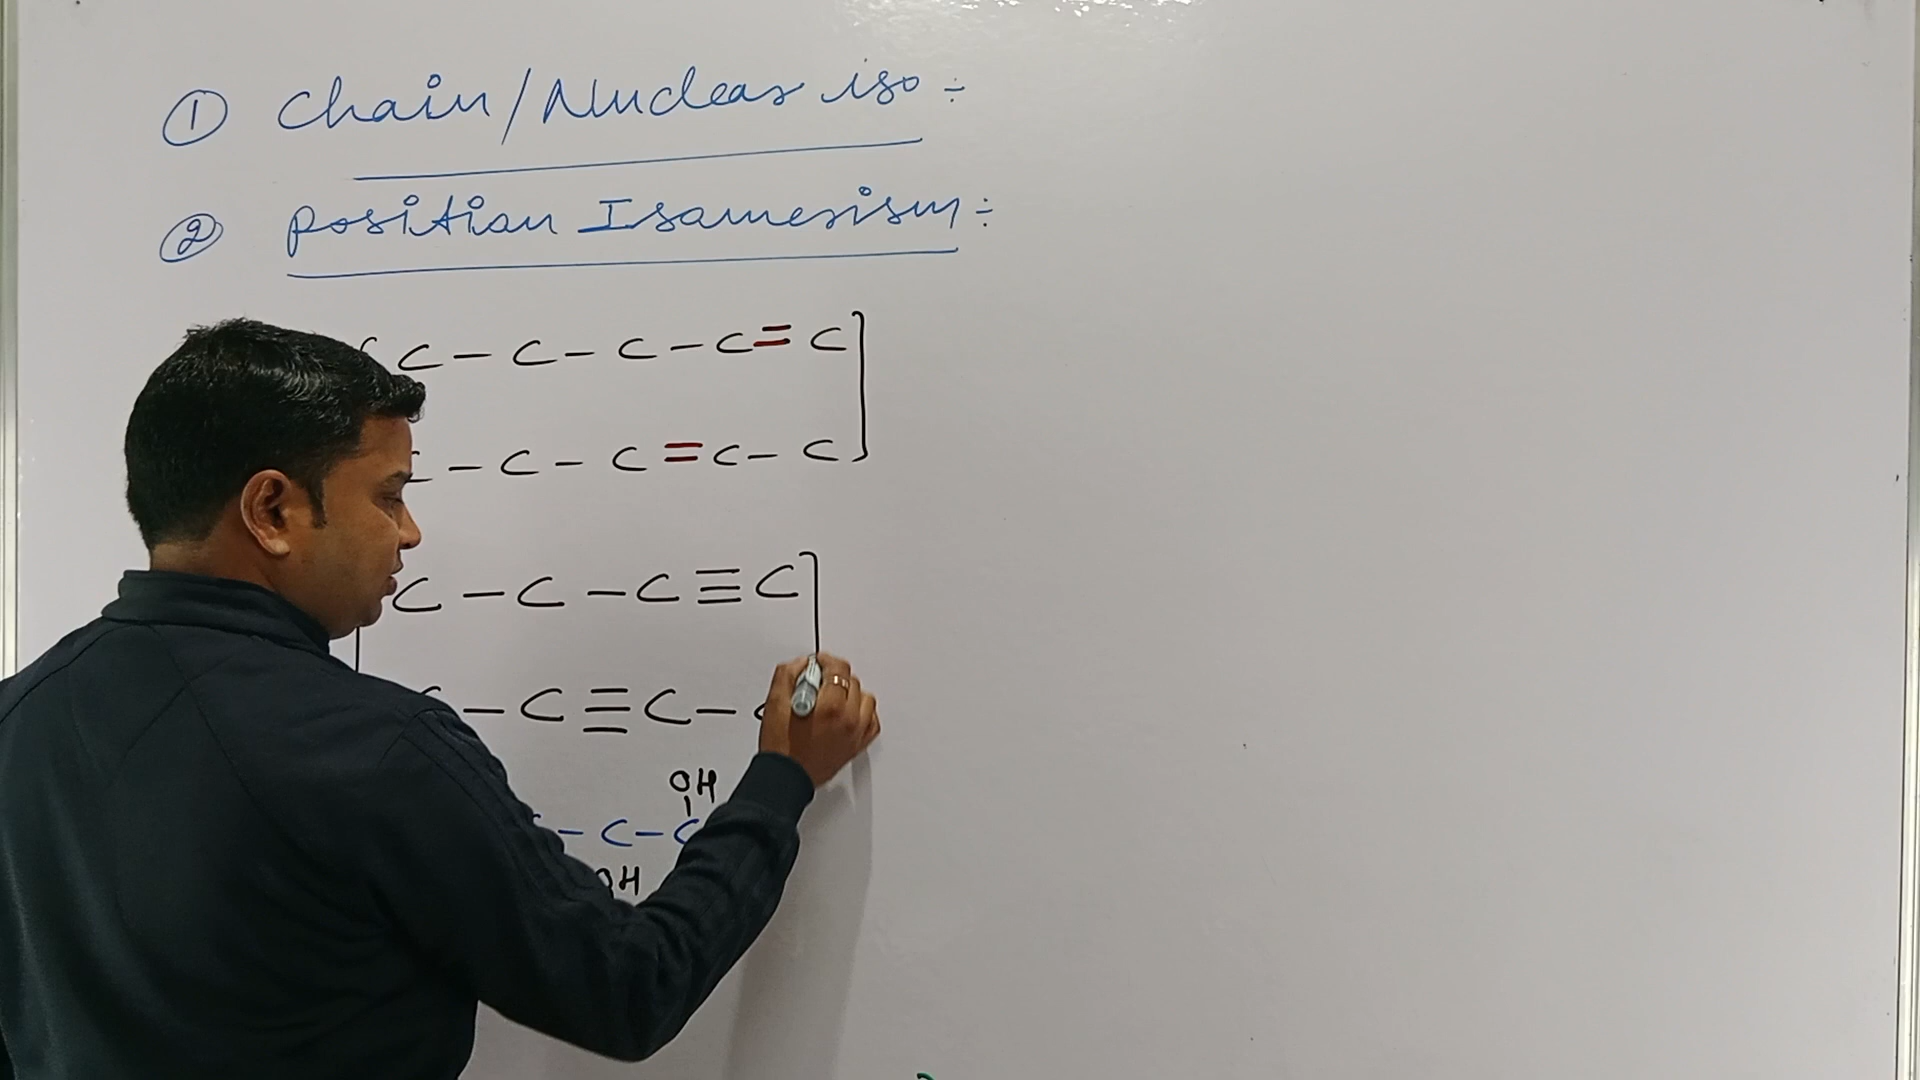 ① Chain/Nuclear iso ÷
② Position Isomerism ÷
C – C – C – C = C
– C – C = C – C
C – C – C ≡ C
– C ≡ C –
OH
– C – C
OH